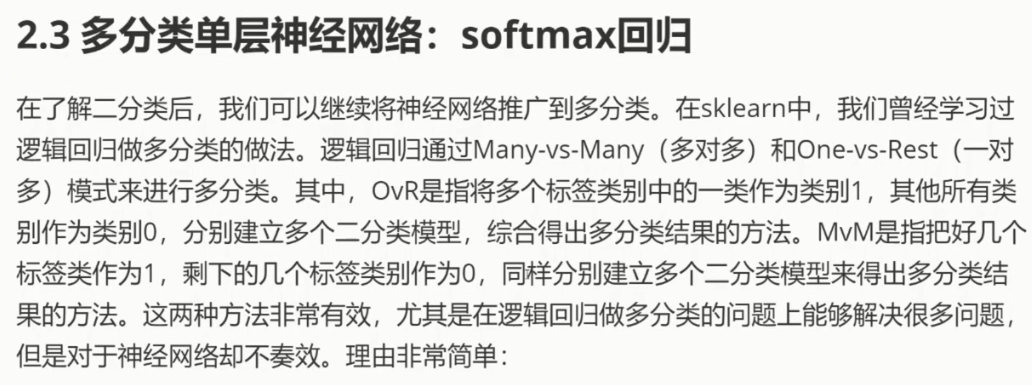 2.3 多分类单层神经网络：softmax回归
在了解二分类后，我们可以继续将神经网络推广到多分类。在sklearn中，我们曾经学习过
逻辑回归做多分类的做法。逻辑回归通过Many-vs-Many（多对多）和One-vs-Rest（一对
多）模式来进行多分类。其中，OvR是指将多个标签类别中的一类作为类别1，其他所有类
别作为类别0，分别建立多个二分类模型，综合得出多分类结果的方法。MvM是指把好几个
标签类作为1，剩下的几个标签类别作为0，同样分别建立多个二分类模型来得出多分类结
果的方法。这两种方法非常有效，尤其是在逻辑回归做多分类的问题上能够解决很多问题，
但是对于神经网络却不奏效。理由非常简单：